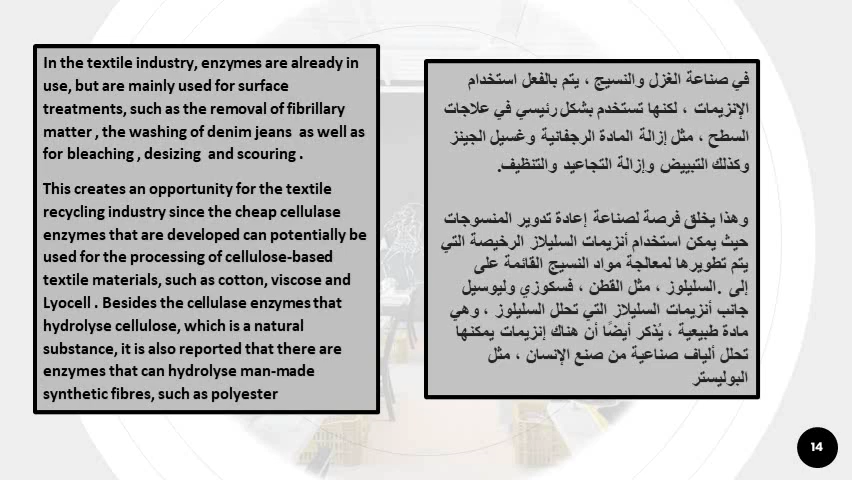 In the textile industry, enzymes are already in
use, but are mainly used for surface
treatments, such as the removal of fibrillary
matter , the washing of denim jeans  as well as
for bleaching , desizing  and scouring .
This creates an opportunity for the textile
recycling industry since the cheap cellulase
enzymes that are developed can potentially be
used for the processing of cellulose-based
textile materials, such as cotton, viscose and
Lyocell . Besides the cellulase enzymes that
hydrolyse cellulose, which is a natural
substance, it is also reported that there are
enzymes that can hydrolyse man-made
synthetic fibres, such as polyester
في صناعة الغزل والنسيج ، يتم بالفعل استخدام
الإنزيمات ، لكنها تستخدم بشكل رئيسي في علاجات
السطح ، مثل إزالة المادة الرجفانية وغسيل الجينز
وكذلك التبييض وإزالة التجاعيد والتنظيف.
وهذا يخلق فرصة لصناعة إعادة تدوير المنسوجات
حيث يمكن استخدام أنزيمات السليلاز الرخيصة التي
يتم تطويرها لمعالجة مواد النسيج القائمة على
إلى .السليلوز ، مثل القطن ، فسكوزي وليوسيل
جانب أنزيمات السليلاز التي تحلل السليلوز ، وهي
مادة طبيعية ، يُذكر أيضًا أن هناك إنزيمات يمكنها
تحلل ألياف صناعية من صنع الإنسان ، مثل
البوليستر
14